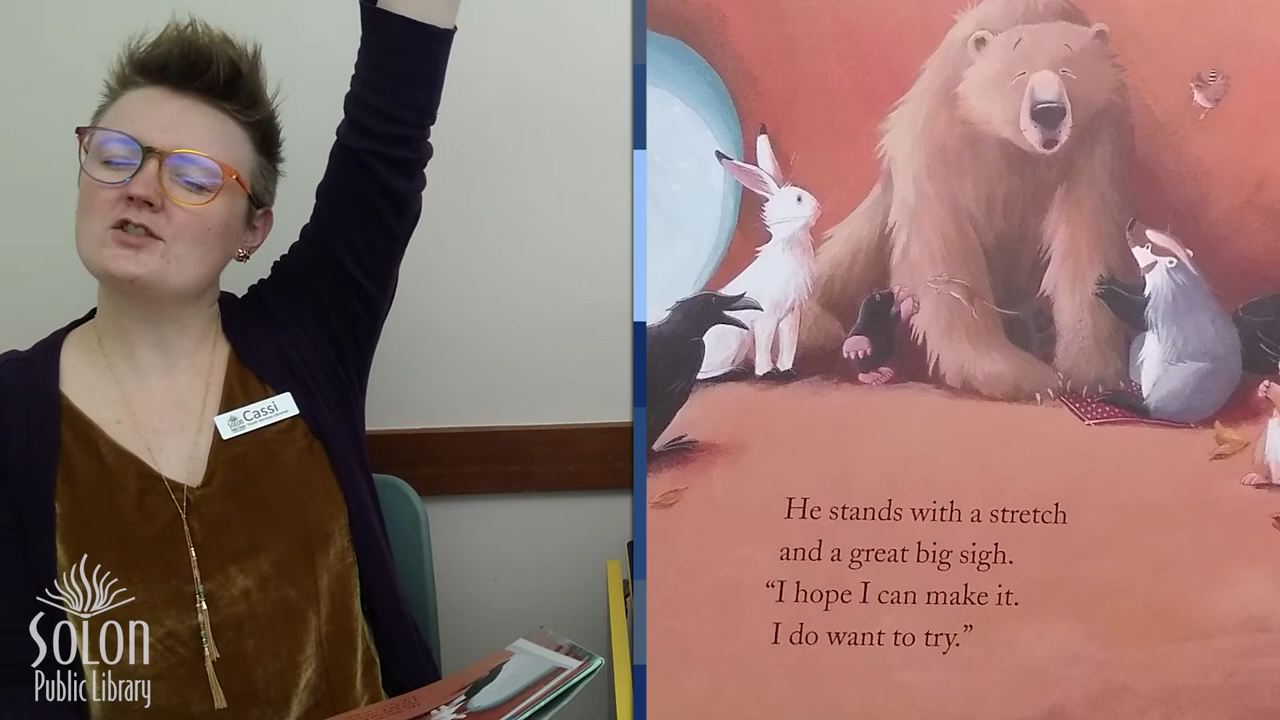 Cassi
SOLON
Public Library
He stands with a stretch
and a great big sigh.
“I hope I can make it.
I do want to try.”